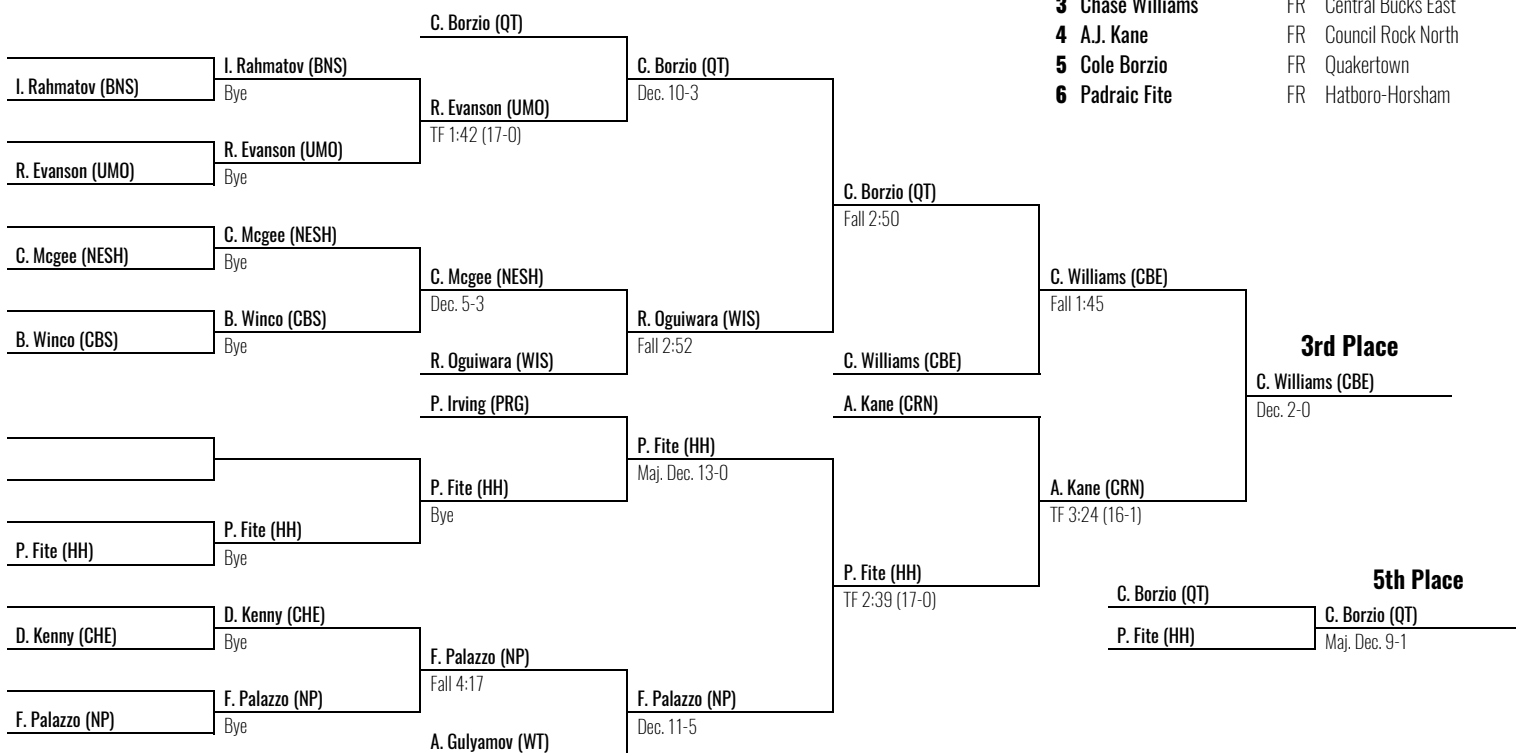 3 Chase Williams FR Central Bucks East
4 A.J. Kane FR Council Rock North
5 Cole Borzio FR Quakertown
6 Padraic Fite FR Hatboro-Horsham
I. Rahmatov (BNS)
R. Evanson (UMO)
C. Mcgee (NESH)
B. Winco (CBS)
P. Fite (HH)
D. Kenny (CHE)
F. Palazzo (NP)
I. Rahmatov (BNS)
Bye
R. Evanson (UMO)
Bye
C. Mcgee (NESH)
Bye
B. Winco (CBS)
Bye
P. Fite (HH)
Bye
D. Kenny (CHE)
Bye
F. Palazzo (NP)
Bye
C. Borzio (QT)
R. Evanson (UMO)
TF 1:42 (17-0)
C. Mcgee (NESH)
Dec. 5-3
R. Oguiwara (WIS)
P. Irving (PRG)
P. Fite (HH)
Bye
F. Palazzo (NP)
Fall 4:17
A. Gulyamov (WT)
C. Borzio (QT)
Dec. 10-3
R. Oguiwara (WIS)
Fall 2:52
P. Fite (HH)
Maj. Dec. 13-0
F. Palazzo (NP)
Dec. 11-5
C. Borzio (QT)
Fall 2:50
C. Williams (CBE)
A. Kane (CRN)
P. Fite (HH)
TF 2:39 (17-0)
C. Williams (CBE)
Fall 1:45
A. Kane (CRN)
TF 3:24 (16-1)
3rd Place
C. Williams (CBE)
Dec. 2-0
5th Place
C. Borzio (QT)
P. Fite (HH)
C. Borzio (QT)
Maj. Dec. 9-1